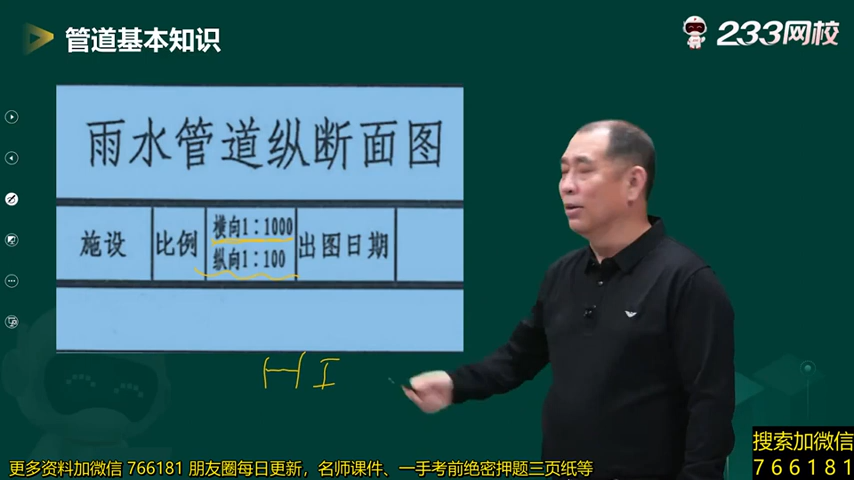 管道基本知识
233网校
雨水管道纵断面图
施设 比例 横向1:1000 出图日期
纵向1:100
HI
搜索加微信
766181
更多资料加微信 766181 朋友圈每日更新，名师课件、一手考前绝密押题三页纸等